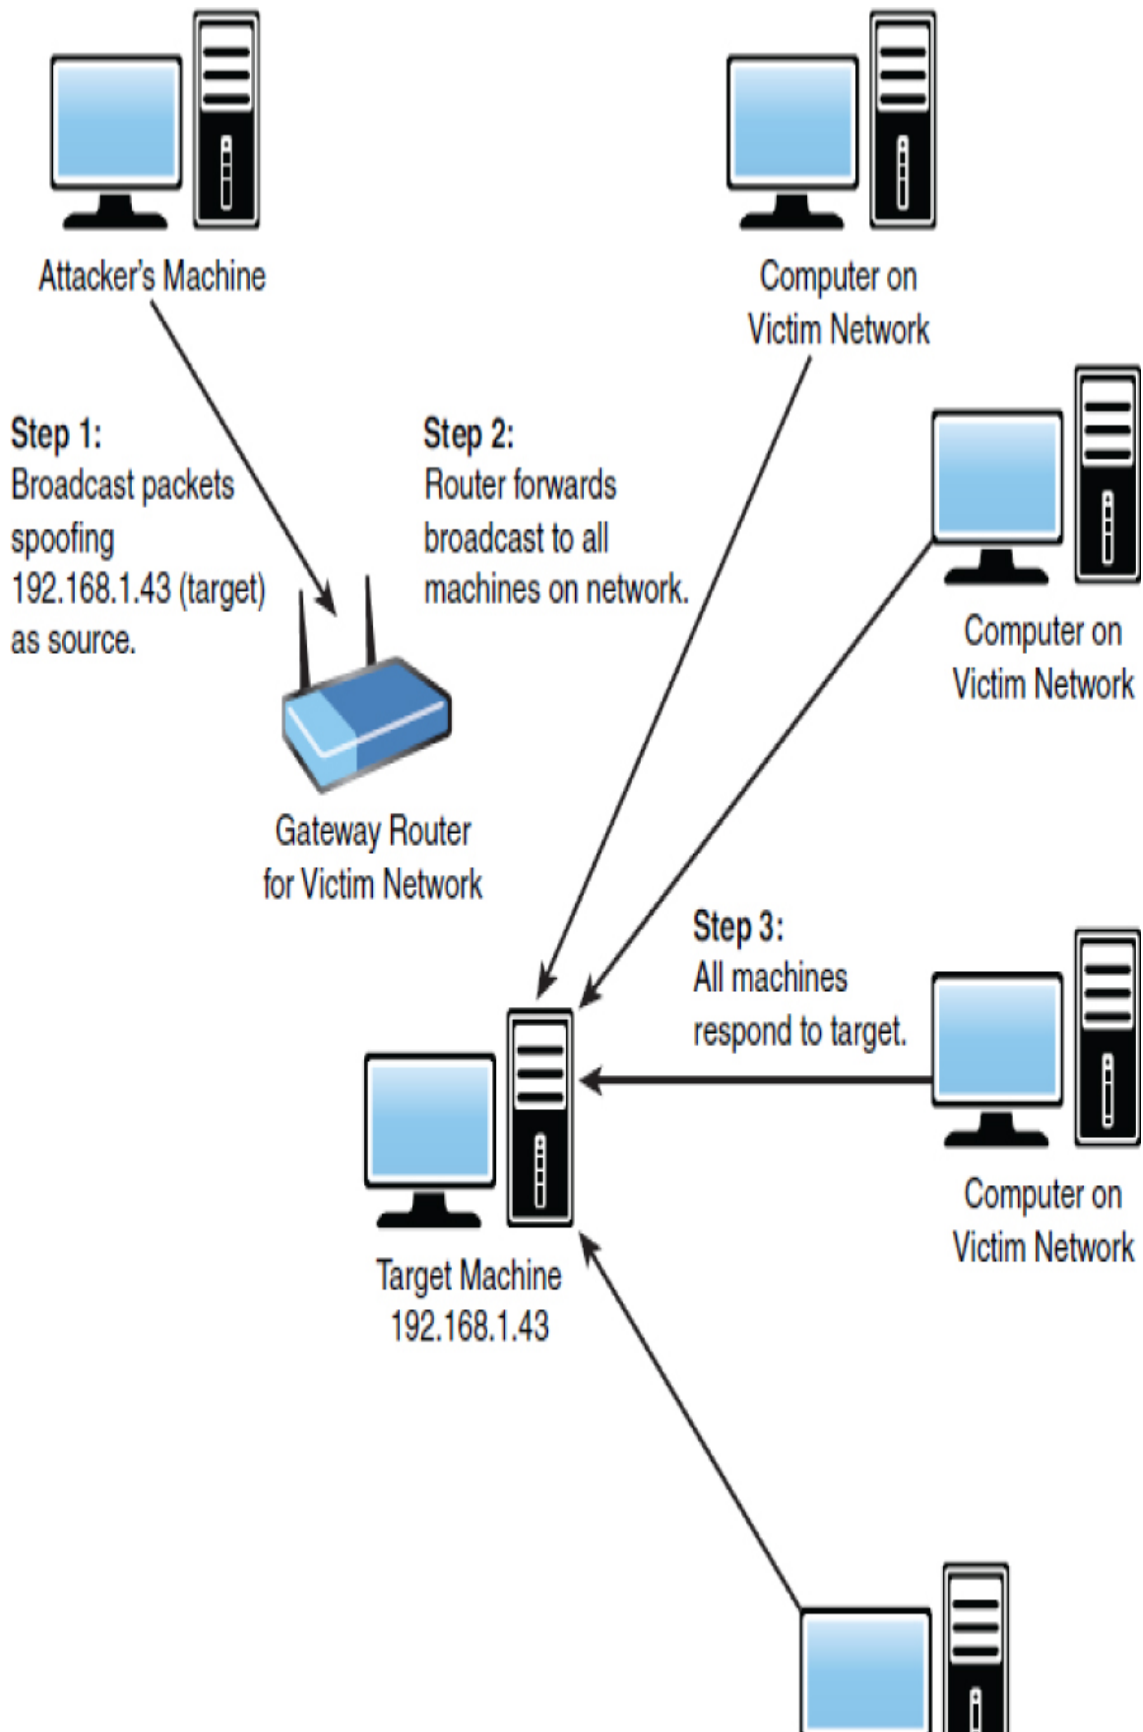 Attacker's Machine
Computer on
Victim Network
Step 1:
Broadcast packets
spoofing
192.168.1.43 (target)
as source.
Step 2:
Router forwards
broadcast to all
machines on network.
Computer on
Victim Network
Gateway Router
for Victim Network
Step 3:
All machines
respond to target.
Computer on
Victim Network
Target Machine
192.168.1.43